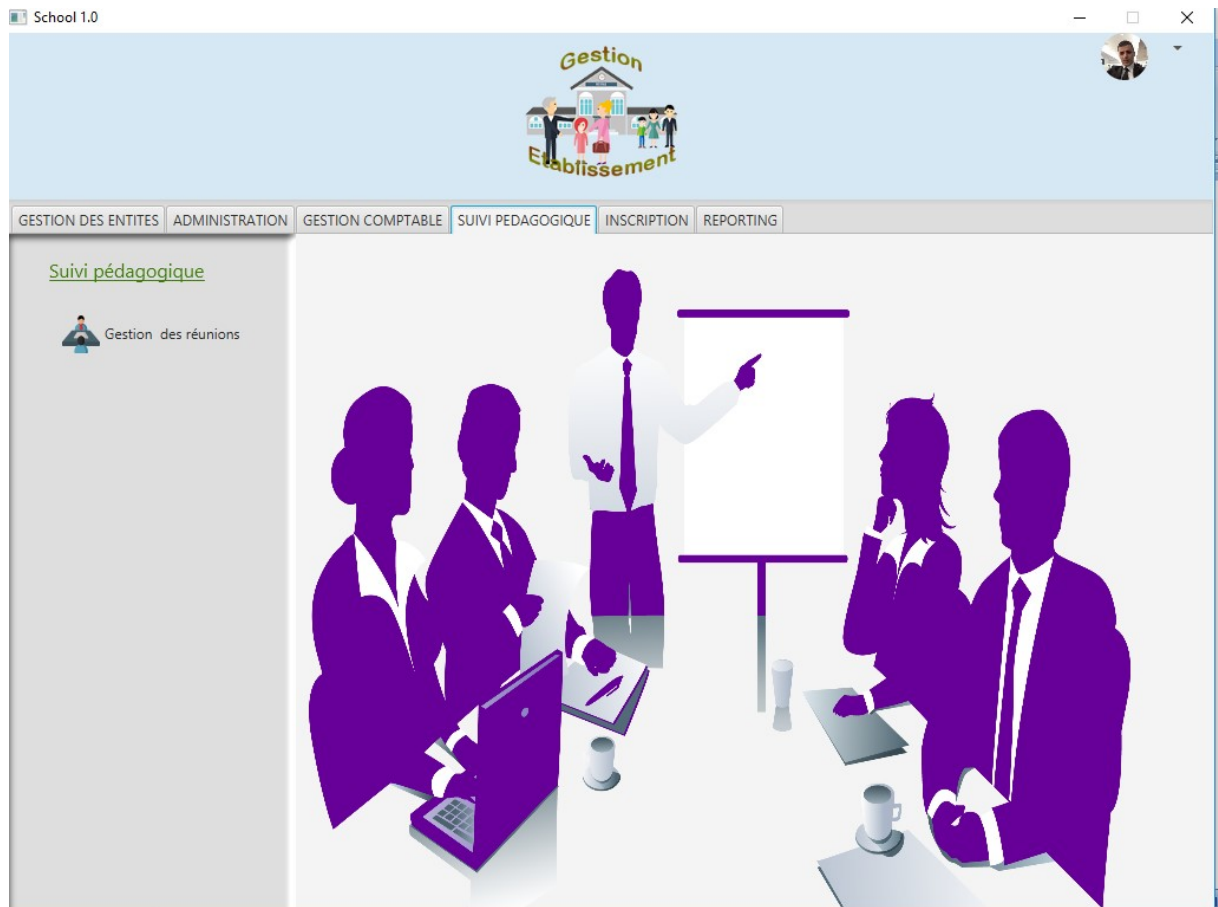 School 1.0
Gestion
Etablissement
GESTION DES ENTITES ADMINISTRATION GESTION COMPTABLE SUIVI PEDAGOGIQUE INSCRIPTION REPORTING
Suivi pédagogique
Gestion des réunions